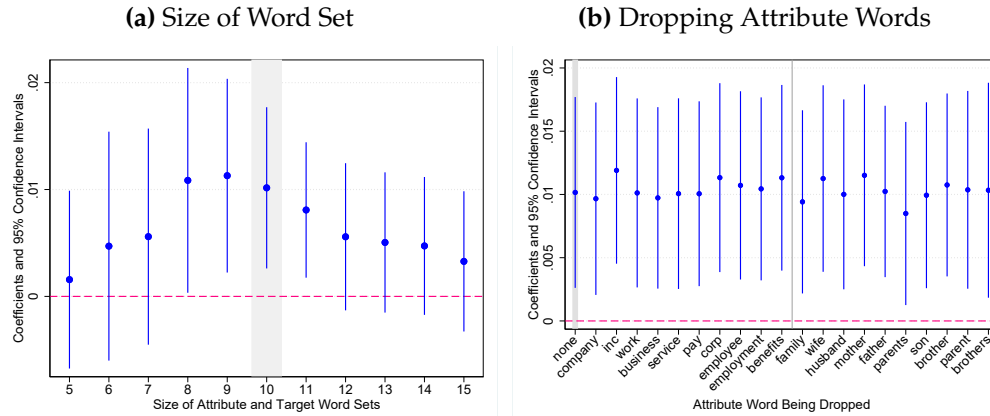 (a) Size of Word Set
Coefficients and 95% Confidence Intervals
.02
.01
0
5 6 7 8 9 10 11 12 13 14 15
Size of Attribute and Target Word Sets
(b) Dropping Attribute Words
Coefficients and 95% Confidence Intervals
.02
.015
.01
.005
0
none
company
inc
work
business
service
pay
corp
employee
employment
benefits
family
wife
husband
mother
father
parents
son
brother
parent
brothers
Attribute Word Being Dropped